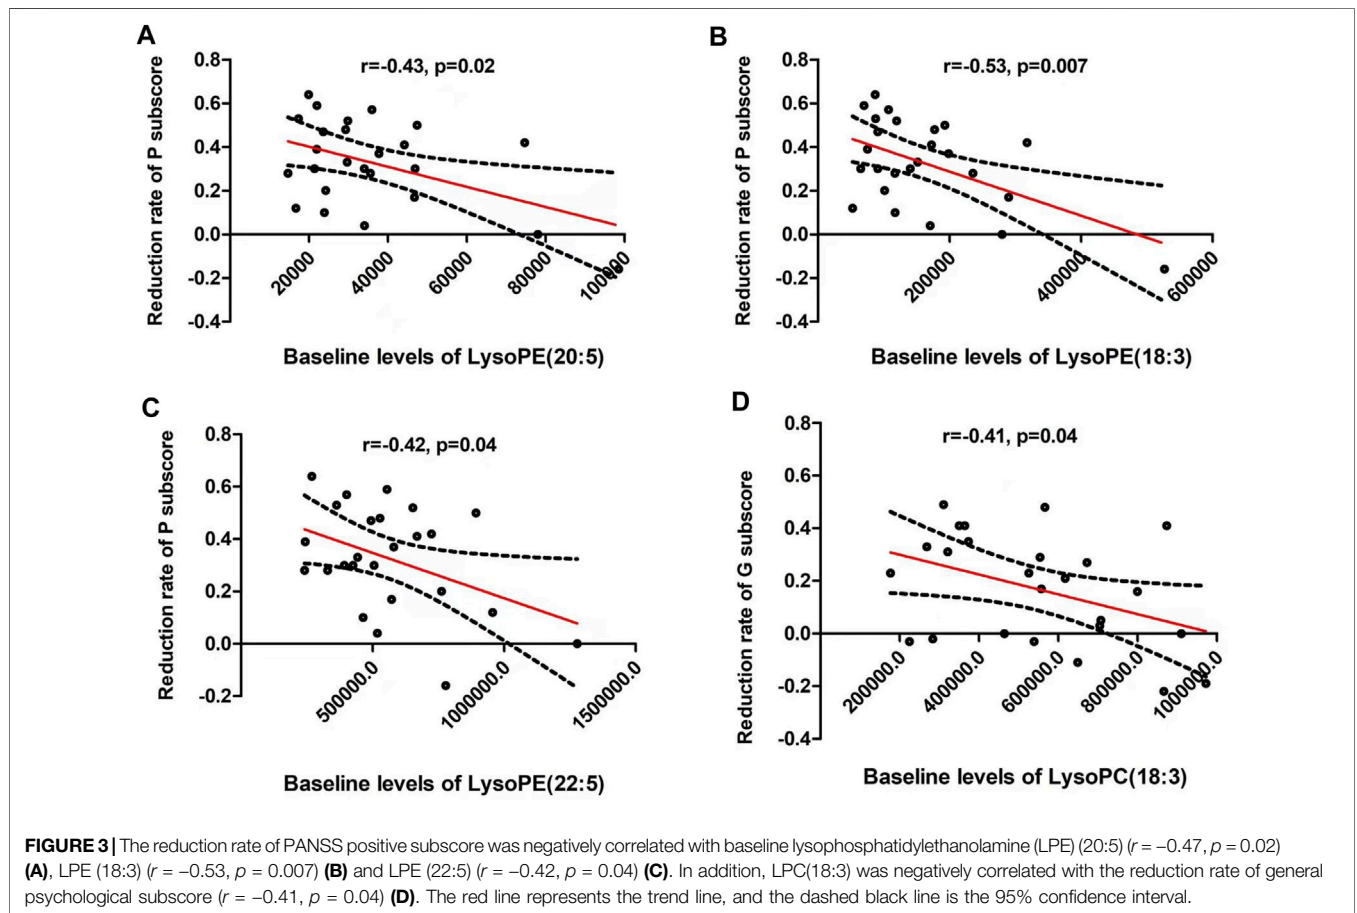 A
r=-0.43, p=0.02
Reduction rate of P subscore
0.8
0.6
0.4
0.2
0.0
-0.2
-0.4
20000
40000
60000
80000
100000
Baseline levels of LysoPE(20:5)
B
r=-0.53, p=0.007
Reduction rate of P subscore
0.8
0.6
0.4
0.2
0.0
-0.2
-0.4
200000
400000
600000
Baseline levels of LysoPE(18:3)
C
r=-0.42, p=0.04
Reduction rate of P subscore
0.8
0.6
0.4
0.2
0.0
-0.2
500000.0
1000000.0
1500000.0
Baseline levels of LysoPE(22:5)
D
r=-0.41, p=0.04
Reduction rate of G subscore
0.8
0.6
0.4
0.2
0.0
-0.2
-0.4
200000.0
400000.0
600000.0
800000.0
1000000.0
Baseline levels of LysoPC(18:3)
FIGURE 3 | The reduction rate of PANSS positive subscore was negatively correlated with baseline lysophosphatidylethanolamine (LPE) (20:5) (r = −0.47, p = 0.02)
(A), LPE (18:3) (r = −0.53, p = 0.007) (B) and LPE (22:5) (r = −0.42, p = 0.04) (C). In addition, LPC(18:3) was negatively correlated with the reduction rate of general
psychological subscore (r = −0.41, p = 0.04) (D). The red line represents the trend line, and the dashed black line is the 95% confidence interval.